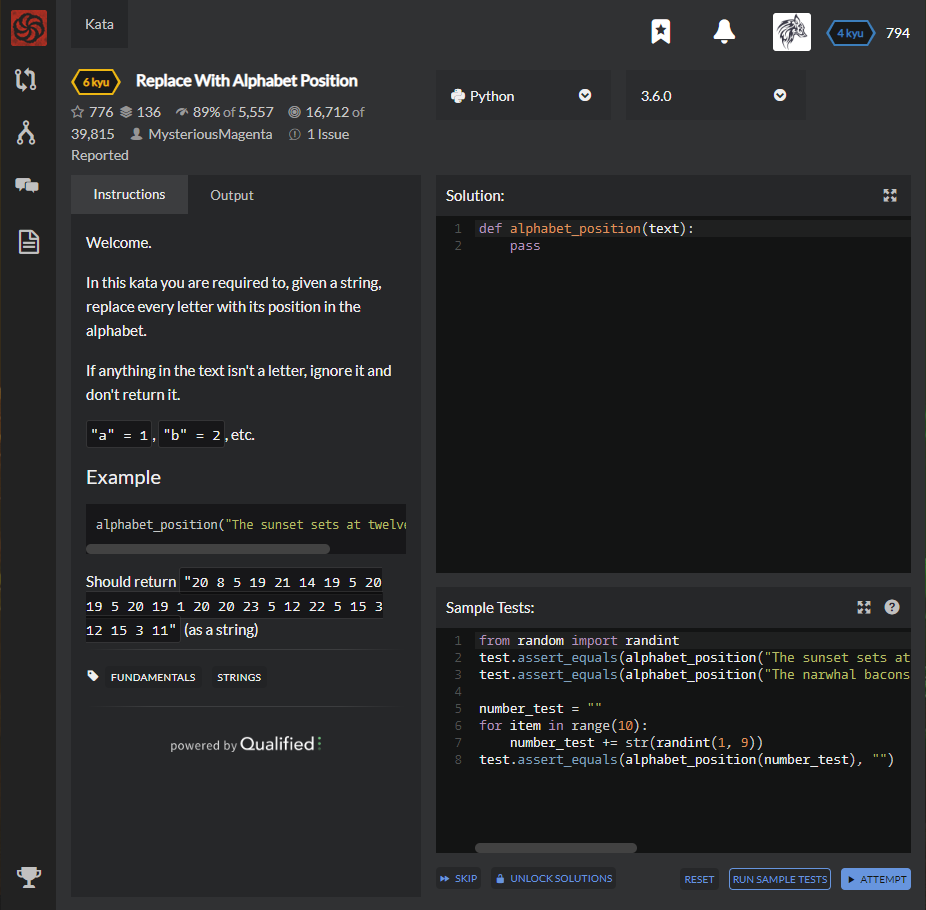 Kata
4 kyu 794
6 kyu Replace With Alphabet Position
776 136 89% of 5,557 16,712 of
39,815 MysteriousMagenta 1 Issue
Reported
Python
3.6.0
Instructions Output
Welcome.
In this kata you are required to, given a string,
replace every letter with its position in the
alphabet.
If anything in the text isn't a letter, ignore it and
don't return it.
"a" = 1 , "b" = 2 , etc.
Example
alphabet_position("The sunset sets at twelve
Should return "20 8 5 19 21 14 19 5 20
19 5 20 19 1 20 20 23 5 12 22 5 15 3
12 15 3 11" (as a string)
FUNDAMENTALS STRINGS
powered by Qualified
Solution:
1 def alphabet_position(text):
2 pass
Sample Tests:
1 from random import randint
2 test.assert_equals(alphabet_position("The sunset sets at
3 test.assert_equals(alphabet_position("The narwhal bacons
4
5 number_test = ""
6 for item in range(10):
7 number_test += str(randint(1, 9))
8 test.assert_equals(alphabet_position(number_test), "")
SKIP UNLOCK SOLUTIONS RESET RUN SAMPLE TESTS ATTEMPT